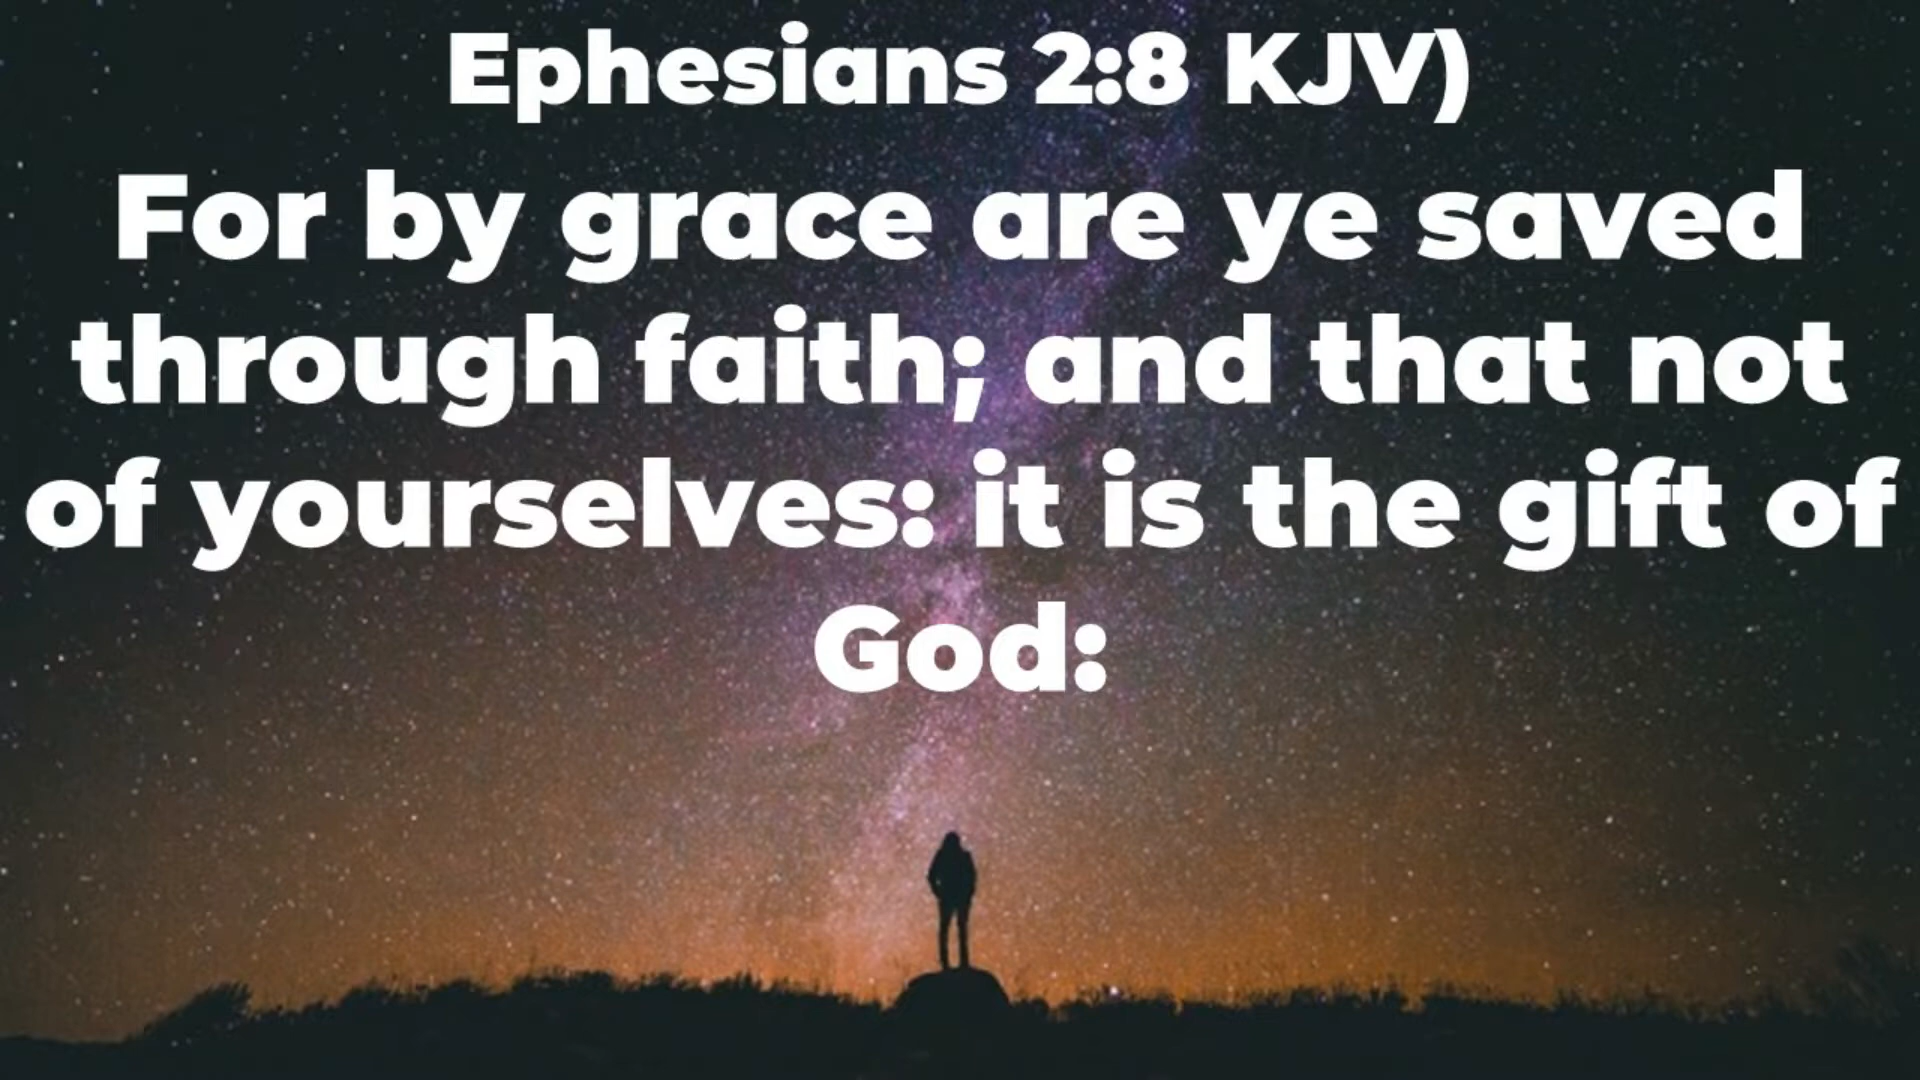 Ephesians 2:8 KJV)
For by grace are ye saved
through faith; and that not
of yourselves: it is the gift of
God: